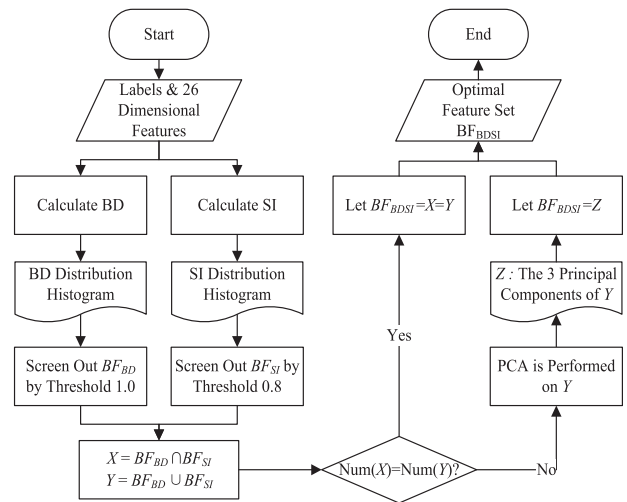 Start
Labels & 26
Dimensional
Features
Calculate BD
Calculate SI
BD Distribution
Histogram
SI Distribution
Histogram
Screen Out BF_BD
by Threshold 1.0
Screen Out BF_SI by
Threshold 0.8
X = BF_BD ∩ BF_SI
Y = BF_BD ∪ BF_SI
Num(X)=Num(Y)?
Yes
No
Let BF_BDSI=X=Y
PCA is Performed
on Y
Z : The 3 Principal
Components of Y
Let BF_BDSI=Z
Optimal
Feature Set
BF_BDSI
End